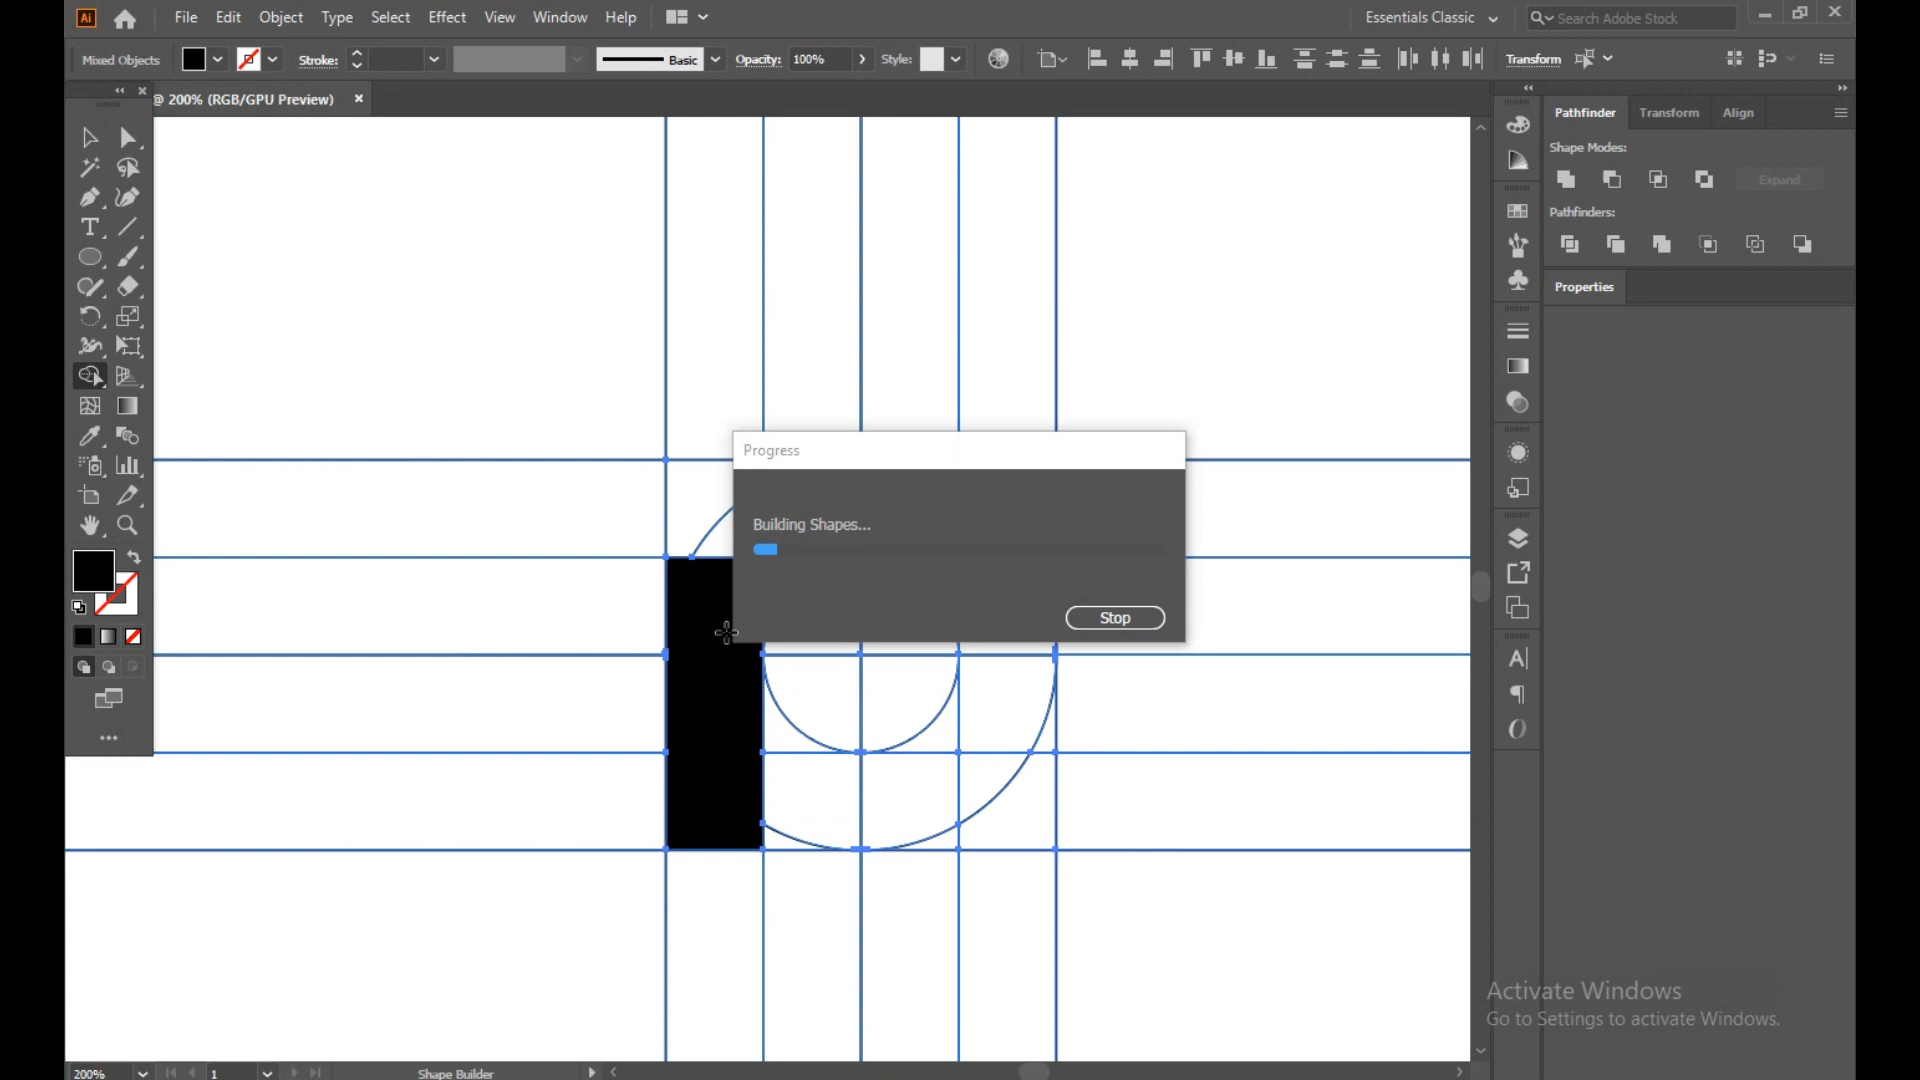 Ai File Edit Object Type Select Effect View Window Help Essentials Classic Search Adobe Stock
Mixed Objects Stroke: Basic Opacity: 100% Style: Transform
@ 200% (RGB/GPU Preview)
Pathfinder Transform Align
Shape Modes:
Expand
Pathfinders:
Properties
Progress
Building Shapes...
Stop
Activate Windows
Go to Settings to activate Windows.
200% 1 Shape Builder